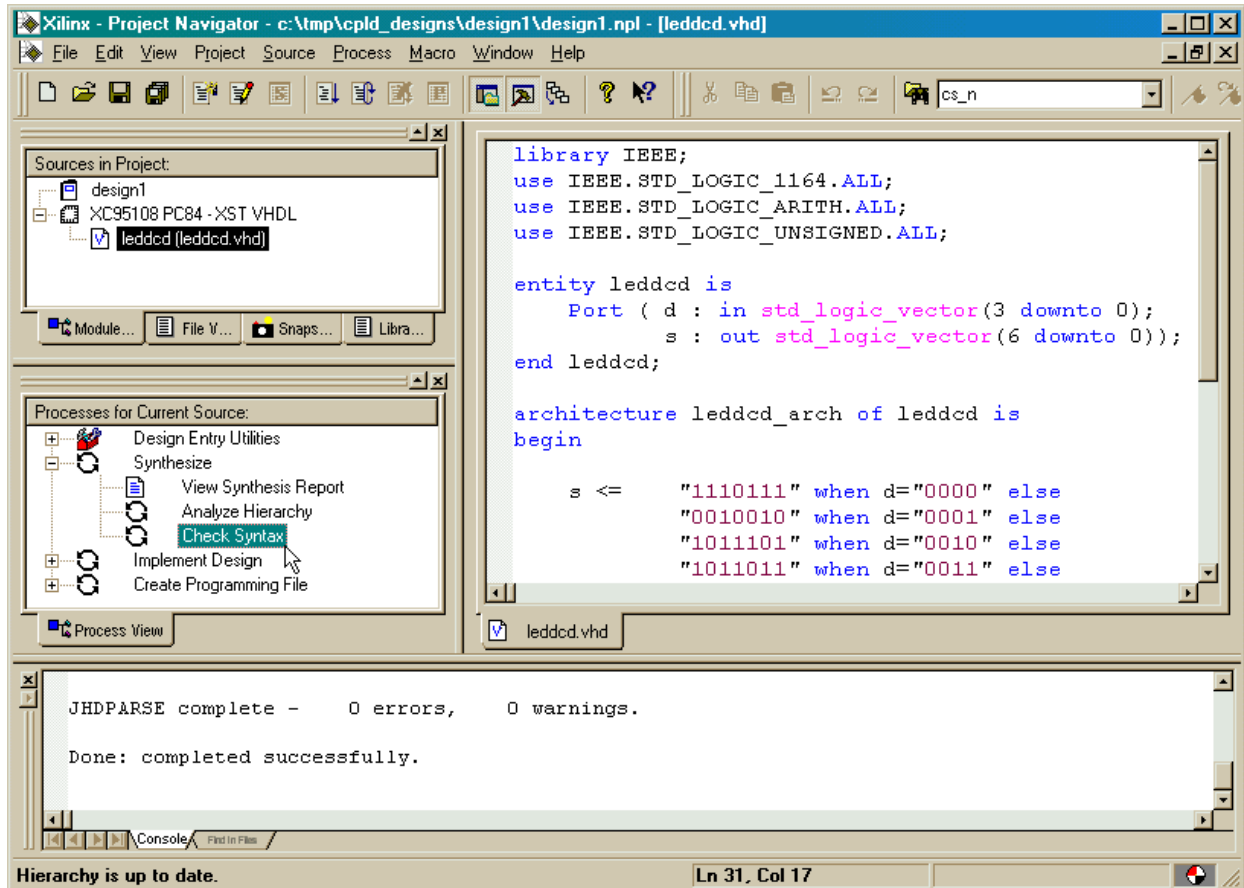 Xilinx - Project Navigator - c:\tmp\cpld_designs\design1\design1.npl - [leddcd.vhd]
File Edit View Project Source Process Macro Window Help
cs_n
Sources in Project:
design1
XC95108 PC84 - XST VHDL
leddcd (leddcd.vhd)
Module... File V... Snaps... Libra...
Processes for Current Source:
Design Entry Utilities
Synthesize
View Synthesis Report
Analyze Hierarchy
Check Syntax
Implement Design
Create Programming File
Process View
library IEEE;
use IEEE.STD_LOGIC_1164.ALL;
use IEEE.STD_LOGIC_ARITH.ALL;
use IEEE.STD_LOGIC_UNSIGNED.ALL;
entity leddcd is
Port ( d : in std_logic_vector(3 downto 0);
s : out std_logic_vector(6 downto 0));
end leddcd;
architecture leddcd_arch of leddcd is
begin
s <= "1110111" when d="0000" else
"0010010" when d="0001" else
"1011101" when d="0010" else
"1011011" when d="0011" else
leddcd.vhd
JHDPARSE complete - 0 errors, 0 warnings.
Done: completed successfully.
Console Find in Files
Hierarchy is up to date. Ln 31, Col 17